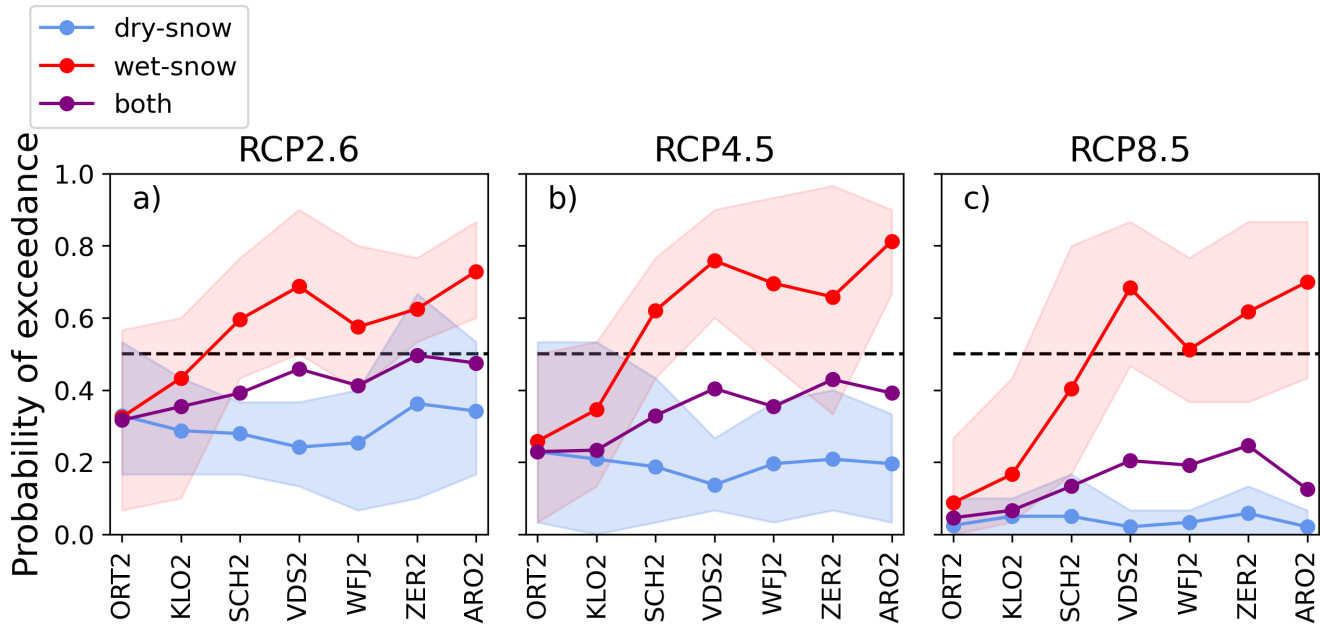 dry-snow
wet-snow
both
Probability of exceedance
RCP2.6
RCP4.5
RCP8.5
a)
b)
c)
1.0
0.8
0.6
0.4
0.2
0.0
ORT2
KLO2
SCH2
VDS2
WFJ2
ZER2
ARO2
ORT2
KLO2
SCH2
VDS2
WFJ2
ZER2
ARO2
ORT2
KLO2
SCH2
VDS2
WFJ2
ZER2
ARO2